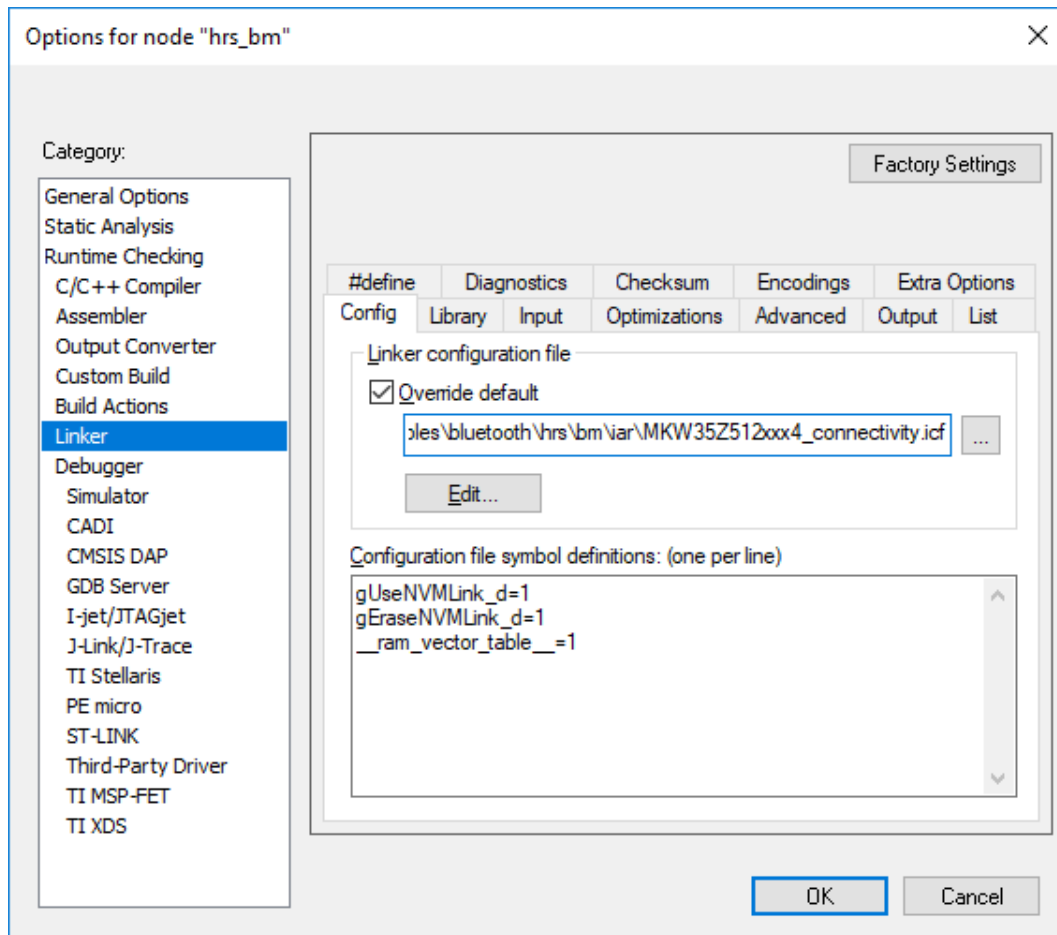 Options for node "hrs_bm"
Category:
Factory Settings
General Options
Static Analysis
Runtime Checking
C/C++ Compiler
Assembler
Output Converter
Custom Build
Build Actions
Linker
Debugger
Simulator
CADI
CMSIS DAP
GDB Server
I-jet/JTAGjet
J-Link/J-Trace
TI Stellaris
PE micro
ST-LINK
Third-Party Driver
TI MSP-FET
TI XDS
#define Diagnostics Checksum Encodings Extra Options
Config Library Input Optimizations Advanced Output List
Linker configuration file
Override default
oles\bluetooth\hrs\bm\iar\MKW35Z512xxx4_connectivity.icf ...
Edit...
Configuration file symbol definitions: (one per line)
gUseNVMLink_d=1
gEraseNVMLink_d=1
__ram_vector_table__=1
OK Cancel